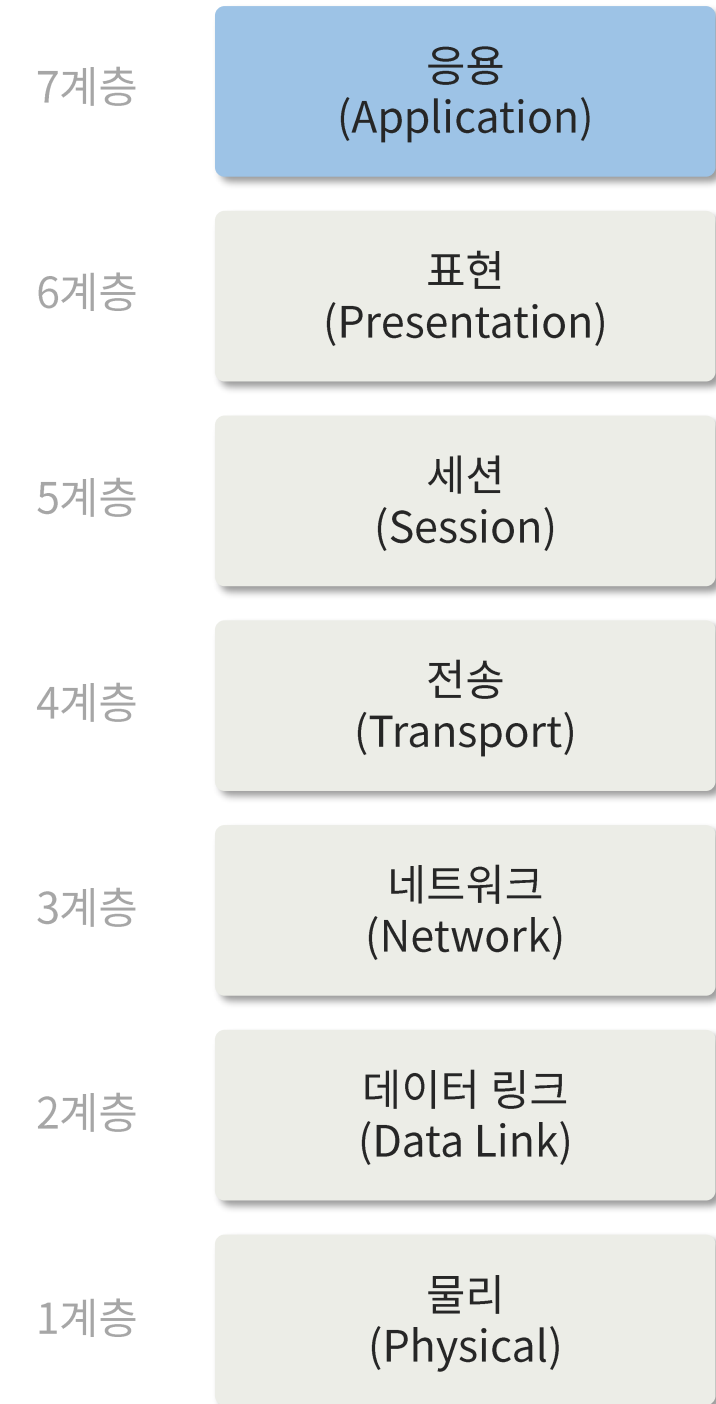 7계층
응용
(Application)
6계층
표현
(Presentation)
5계층
세션
(Session)
4계층
전송
(Transport)
3계층
네트워크
(Network)
2계층
데이터 링크
(Data Link)
1계층
물리
(Physical)